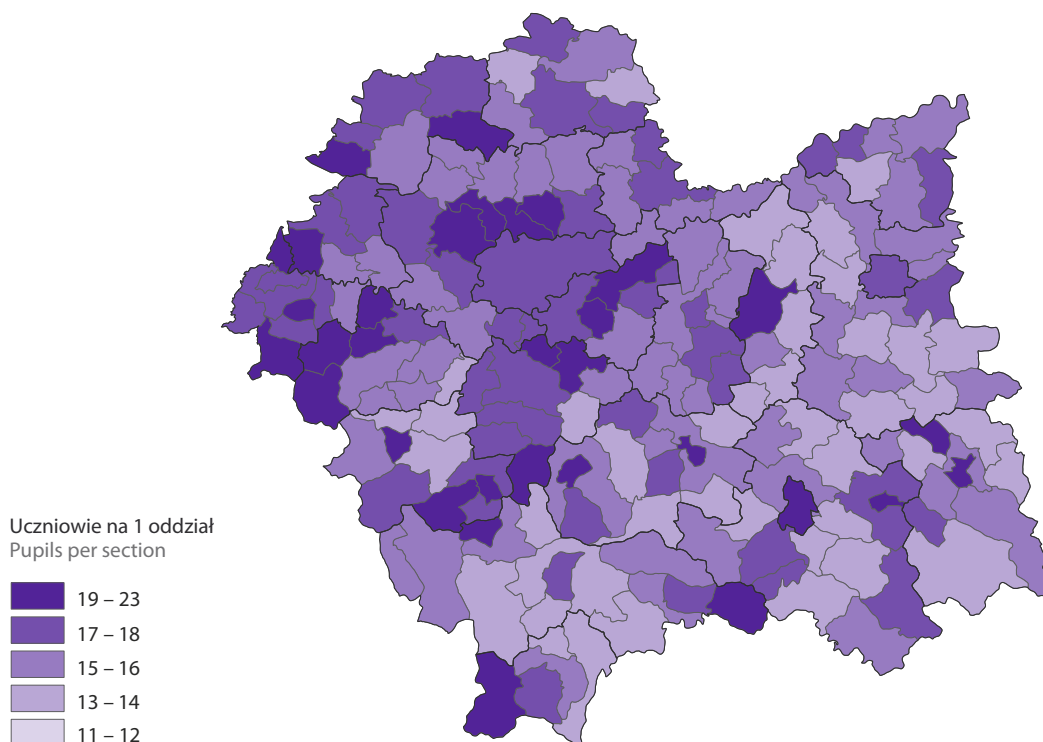 Uczniowie na 1 oddział
Pupils per section
19 – 23
17 – 18
15 – 16
13 – 14
11 – 12